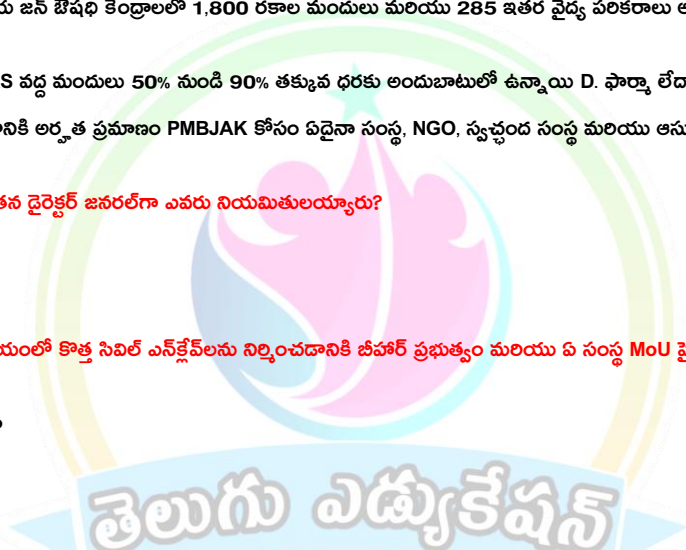 రు జన్ ఔషధి కేంద్రాలలో 1,800 రకాల మందులు మరియు 285 ఇతర వైద్య పరికరాలు
S వద్ద మందులు 50% నుండి 90% తక్కువ ధరకు అందుబాటులో ఉన్నాయి D. ఫార్మా లేదా
నికి అర్హత ప్రమాణం PMBJAK కోసం ఏదైనా సంస్థ, NGO, స్వచ్ఛంద సంస్థ మరియు
తన డైరెక్టర్ జనరల్‌గా ఎవరు నియమితులయ్యారు?
యంలో కొత్త సివిల్ ఎన్‌క్లేవ్‌లను నిర్మించడానికి బీహార్ ప్రభుత్వం మరియు ఏ సంస్థ MoU పై
తెలుగు ఎడ్యుకేషన్